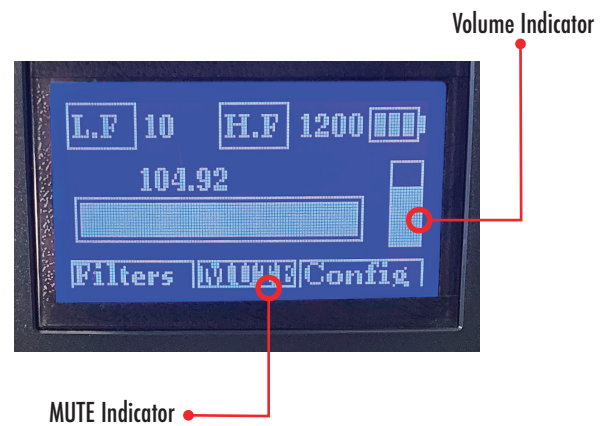 Volume Indicator
L.F 10 H.F 1200
104.92
Filters MUTE Config
MUTE Indicator